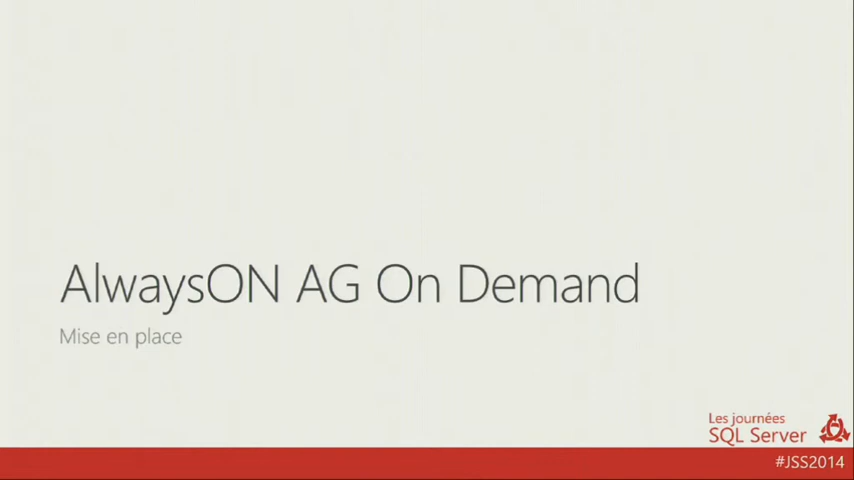 AlwaysON AG On Demand
Mise en place
Les journées
SQL Server
#JSS2014